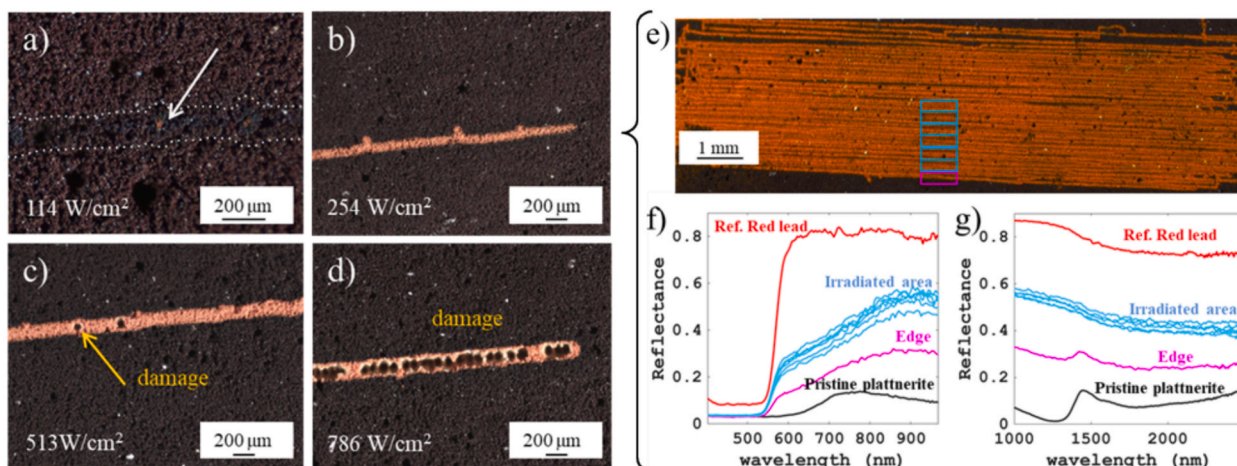 a)
114 W/cm²
200 µm
b)
254 W/cm²
200 µm
c)
damage
513W/cm²
200 µm
d)
damage
786 W/cm²
200 µm
e)
1 mm
f)
Ref. Red lead
Irradiated area
Edge
Pristine plattnerite
Reflectance
0.8
0.6
0.4
0.2
0
500 600 700 800 900
wavelength (nm)
g)
Ref. Red lead
Irradiated area
Edge
Pristine plattnerite
Reflectance
0.8
0.6
0.4
0.2
0
1000 1500 2000
wavelength (nm)